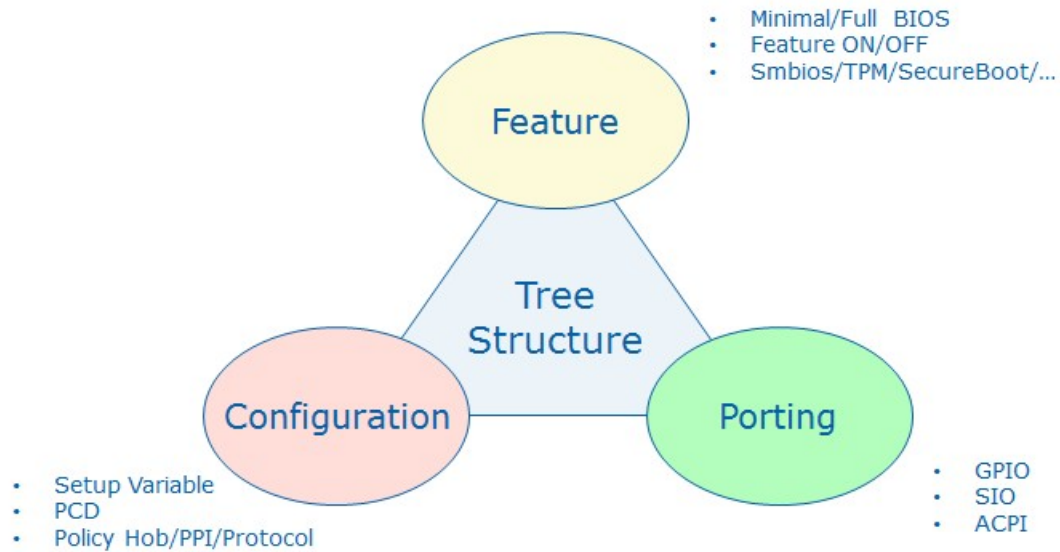 • Minimal/Full BIOS
• Feature ON/OFF
• Smbios/TPM/SecureBoot/...
Feature
Tree
Structure
Configuration
Porting
• Setup Variable
• PCD
• Policy Hob/PPI/Protocol
• GPIO
• SIO
• ACPI